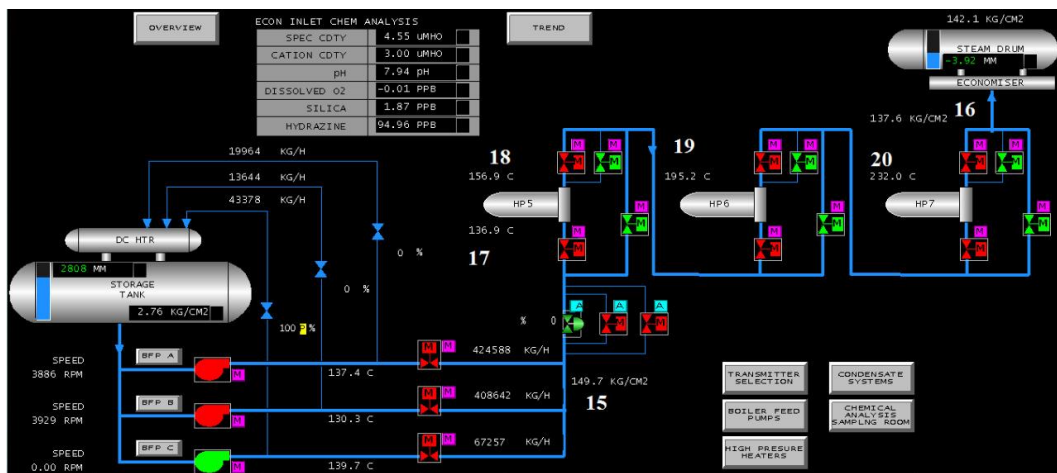 OVERVIEW
ECON INLET CHEM ANALYSIS
SPEC CDTY 4.55 uMHO
CATION CDTY 3.00 uMHO
pH 7.94 pH
DISSOLVED O2 -0.01 PPB
SILICA 1.87 PPB
HYDRAZINE 94.96 PPB
TREND
142.1 KG/CM2
STEAM DRUM
-3.92 MM
ECONOMISER
16
137.6 KG/CM2
19964 KG/H
13644 KG/H
43378 KG/H
18
156.9 C
19
195.2 C
20
232.0 C
HP5
HP6
HP7
136.9 C
17
DC HTR
2808 MM
STORAGE
TANK
2.76 KG/CM2
0 %
0 %
100 P %
% 0
A A A
M M M M M M M M M M M M
M M M M M M M M M M M M
M M
SPEED
3886 RPM
BFP A
M
137.4 C
M M
424588 KG/H
149.7 KG/CM2
15
SPEED
3929 RPM
BFP B
M
130.3 C
M M
408642 KG/H
SPEED
0.00 RPM
BFP C
M
139.7 C
M M
67257 KG/H
TRANSMITTER
SELECTION
CONDENSATE
SYSTEMS
BOILER FEED
PUMPS
CHEMICAL
ANALYSIS
SAMPLNG ROOM
HIGH PRESURE
HEATERS